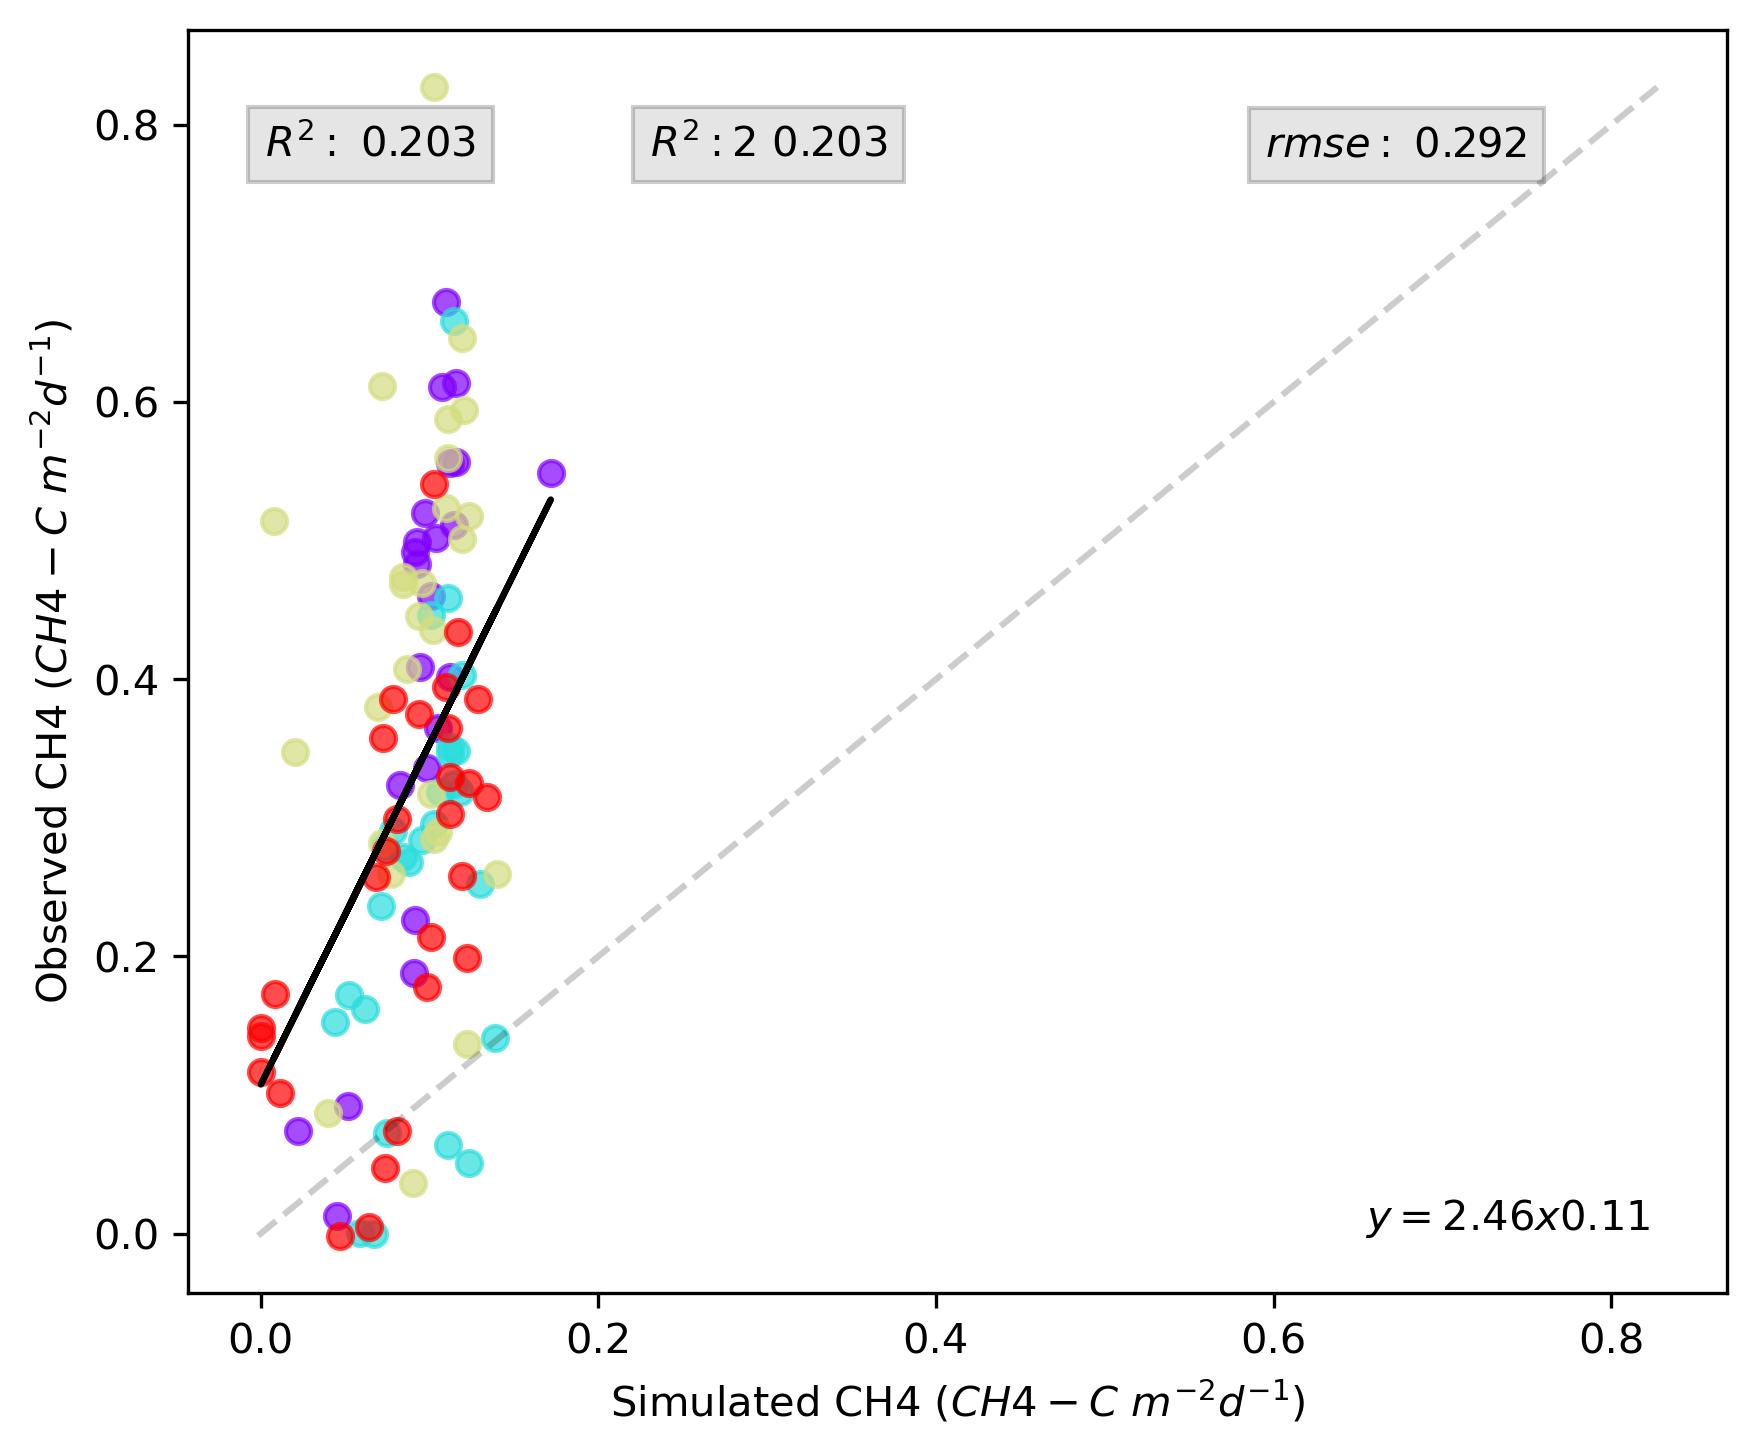 R²: 0.203
R²:2 0.203
rmse: 0.292
0.8
0.6
0.4
0.2
0.0
Observed CH4 (CH4 − C m⁻²d⁻¹)
y = 2.46x0.11
0.0 0.2 0.4 0.6 0.8
Simulated CH4 (CH4 − C m⁻²d⁻¹)